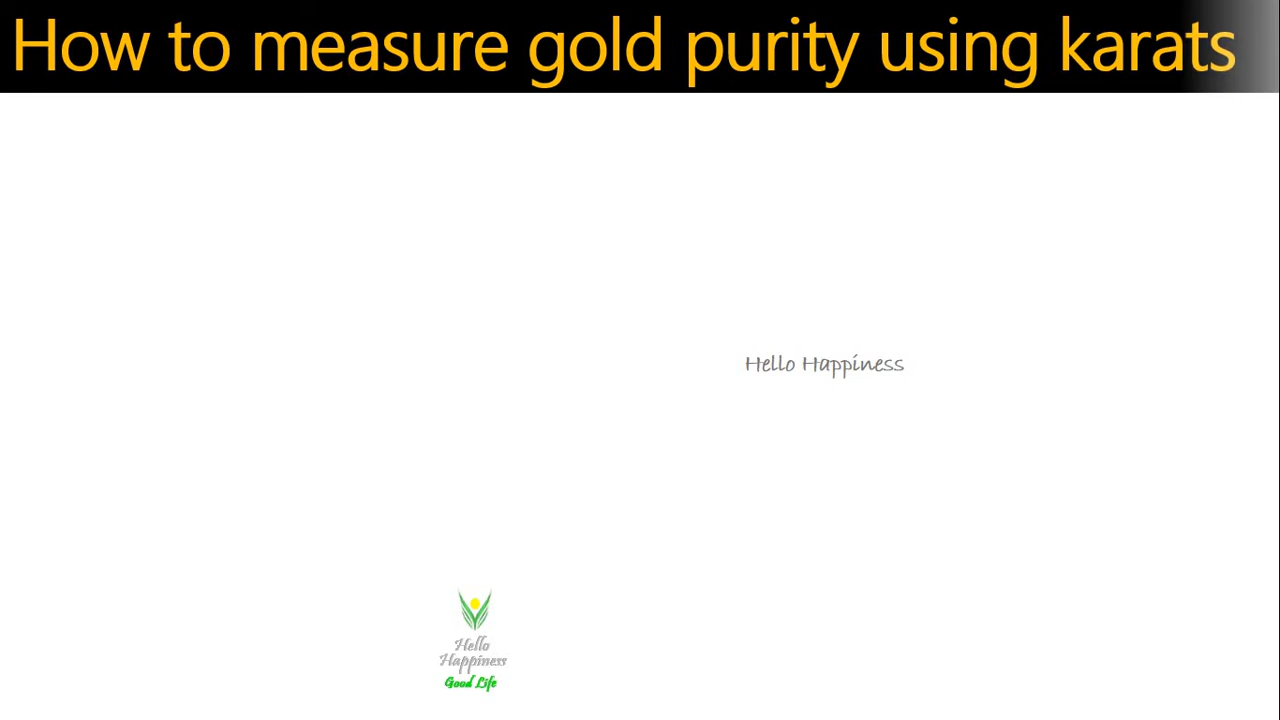 How to measure gold purity using karats
Hello Happiness
Hello
Happiness
Good Life